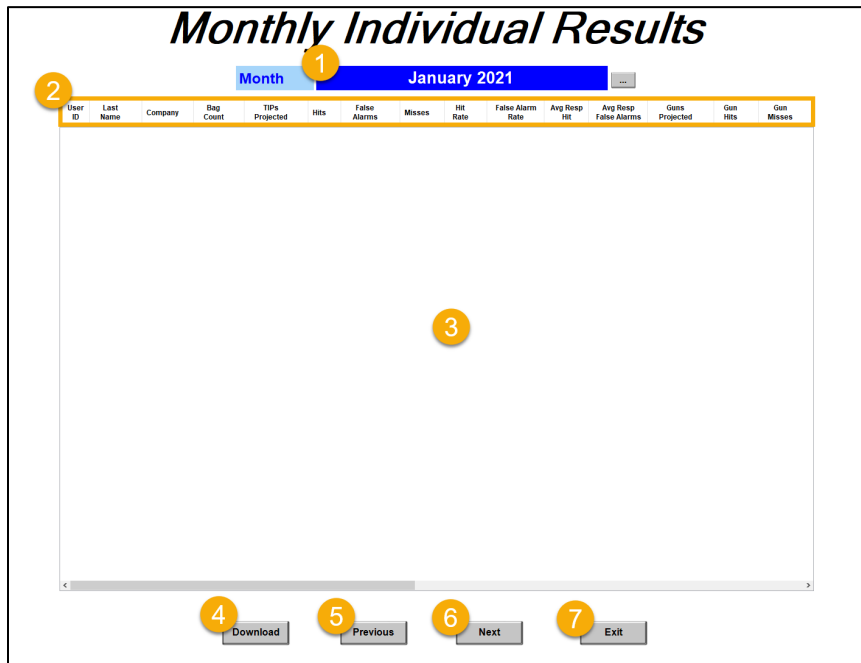 Monthly Individual Results
1
Month January 2021 ...
2
User ID Last Name Company Bag Count TIPs Projected Hits False Alarms Misses Hit Rate False Alarm Rate Avg Resp Hit Avg Resp False Alarms Guns Projected Gun Hits Gun Misses
3
4 5 6 7
Download Previous Next Exit